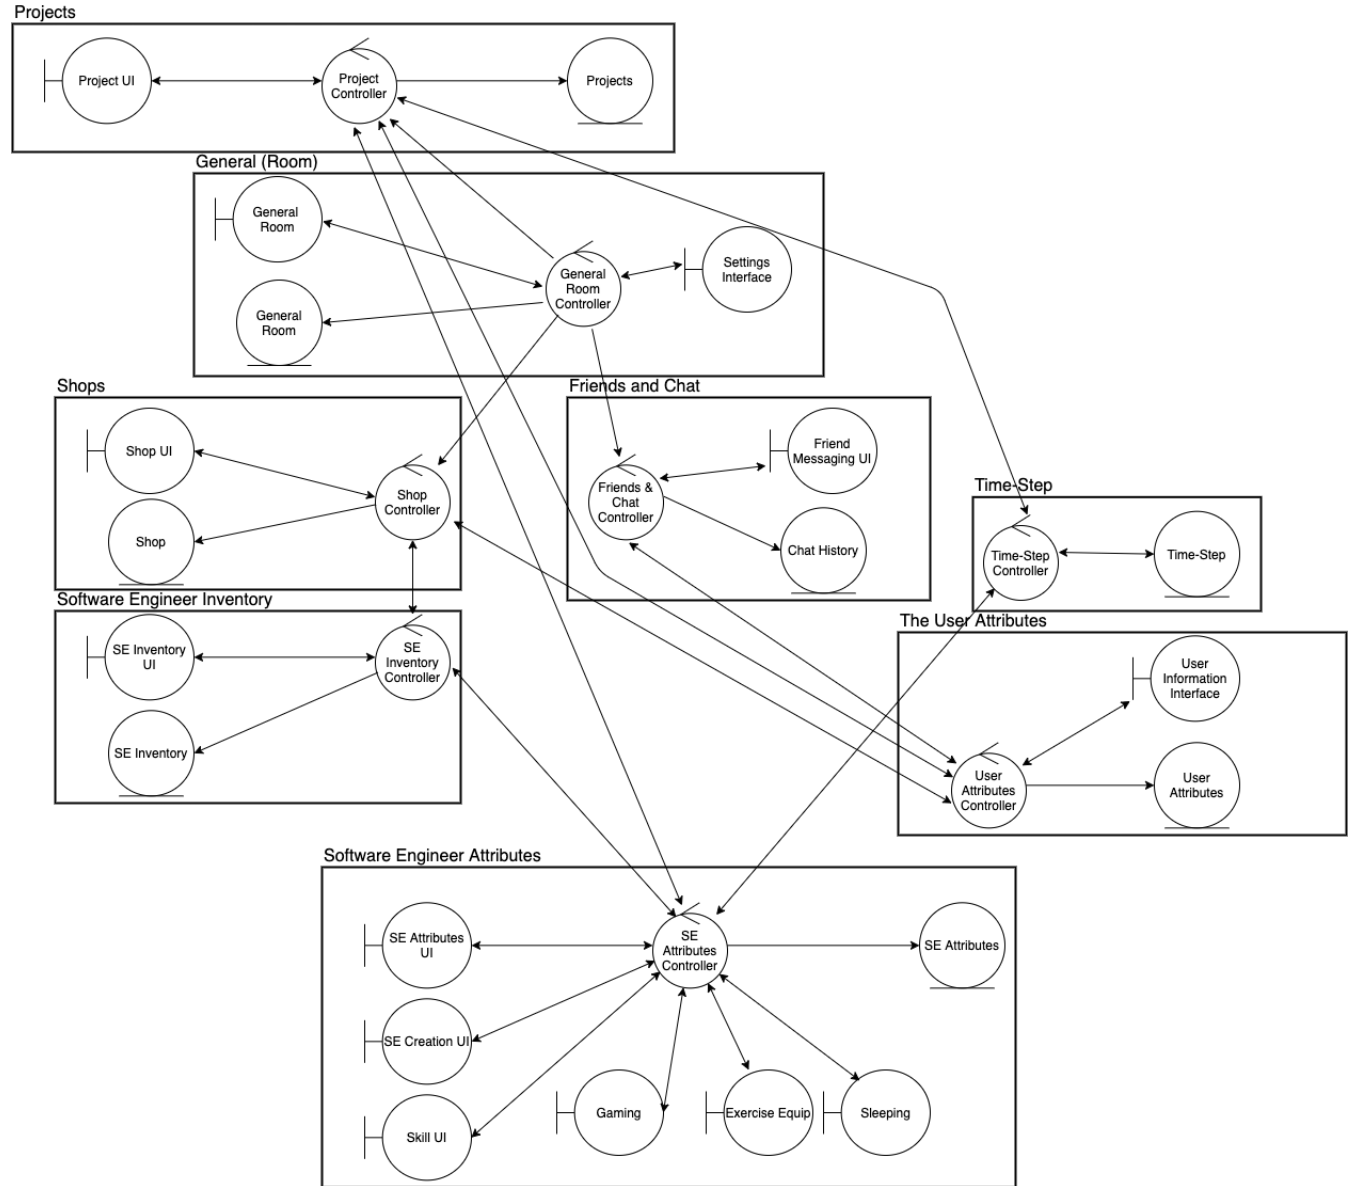 Projects
Project UI
Project
Controller
Projects
General (Room)
General
Room
General
Room
Controller
Settings
Interface
General
Room
Shops
Shop UI
Shop
Controller
Shop
Friends and Chat
Friend
Messaging UI
Friends &
Chat
Controller
Chat History
Time-Step
Time-Step
Controller
Time-Step
Software Engineer Inventory
SE Inventory
UI
SE
Inventory
Controller
SE Inventory
The User Attributes
User
Information
Interface
User
Attributes
Controller
User
Attributes
Software Engineer Attributes
SE Attributes
UI
SE
Attributes
Controller
SE Attributes
SE Creation UI
Skill UI
Gaming
Exercise Equip
Sleeping